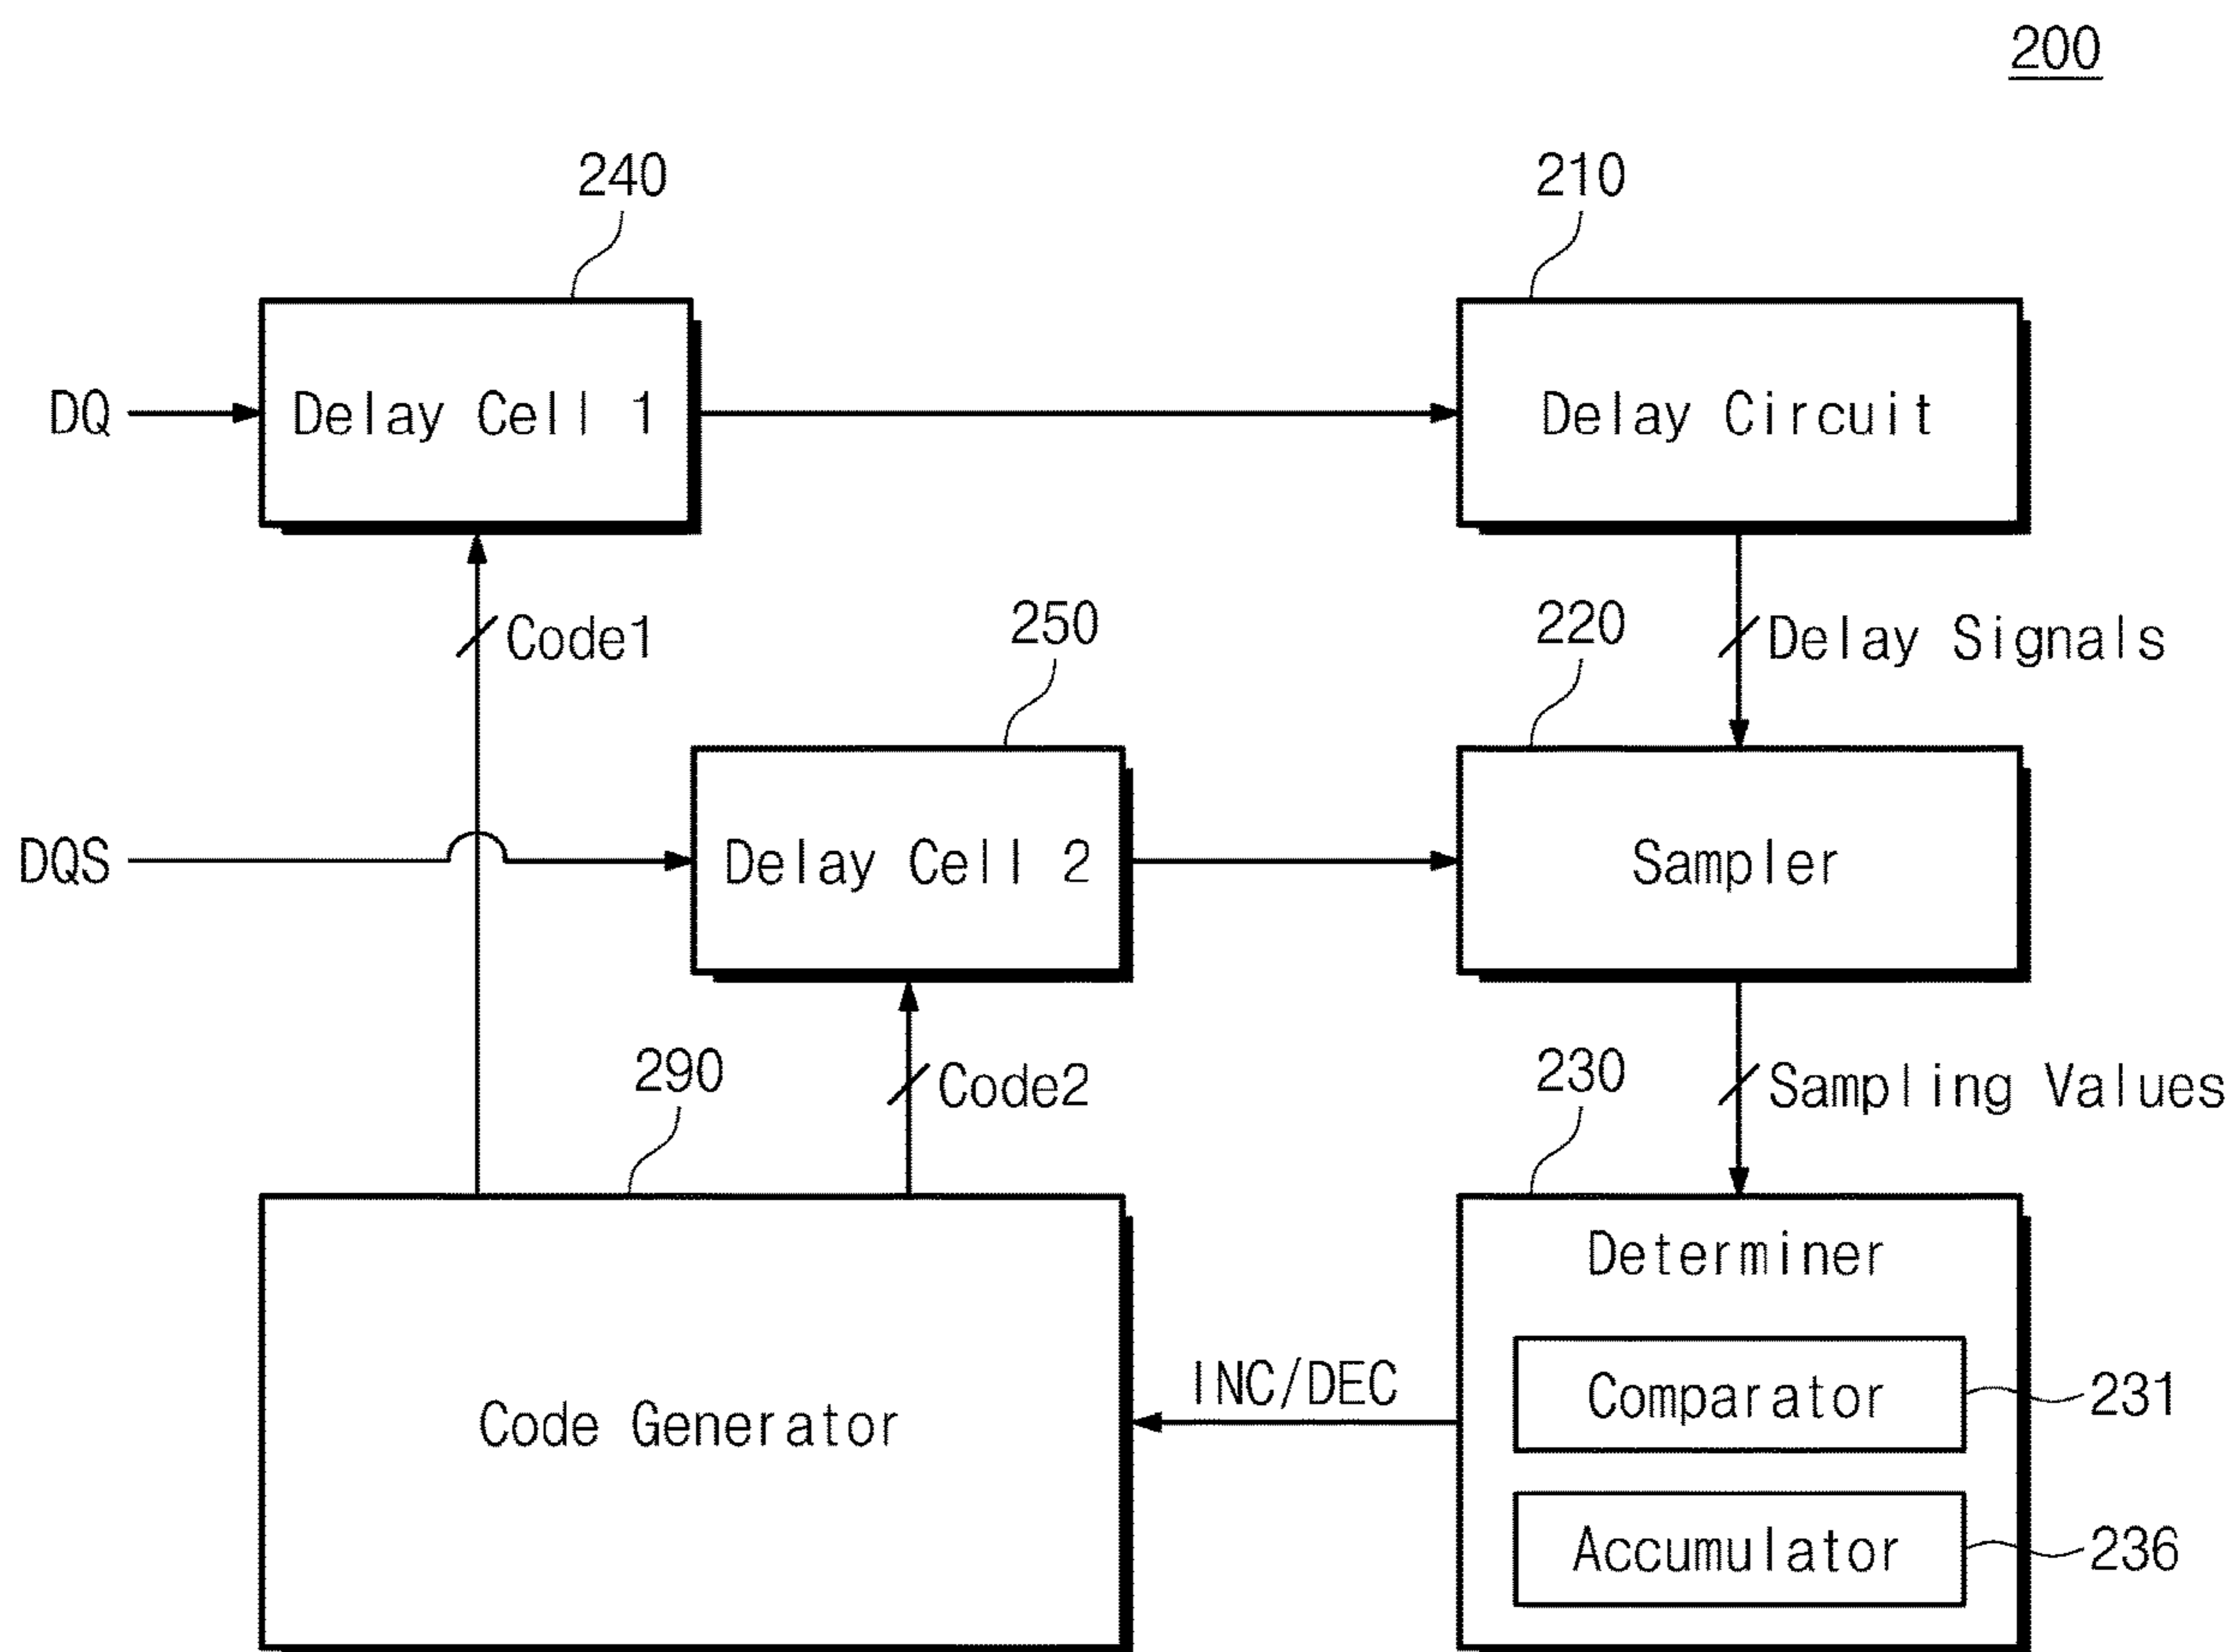 200
240
210
DQ
Delay Cell 1
Delay Circuit
Code1
250
220
Delay Signals
DQS
Delay Cell 2
Sampler
290
Code2
230
Sampling Values
Determiner
INC/DEC
Code Generator
Comparator
231
Accumulator
236